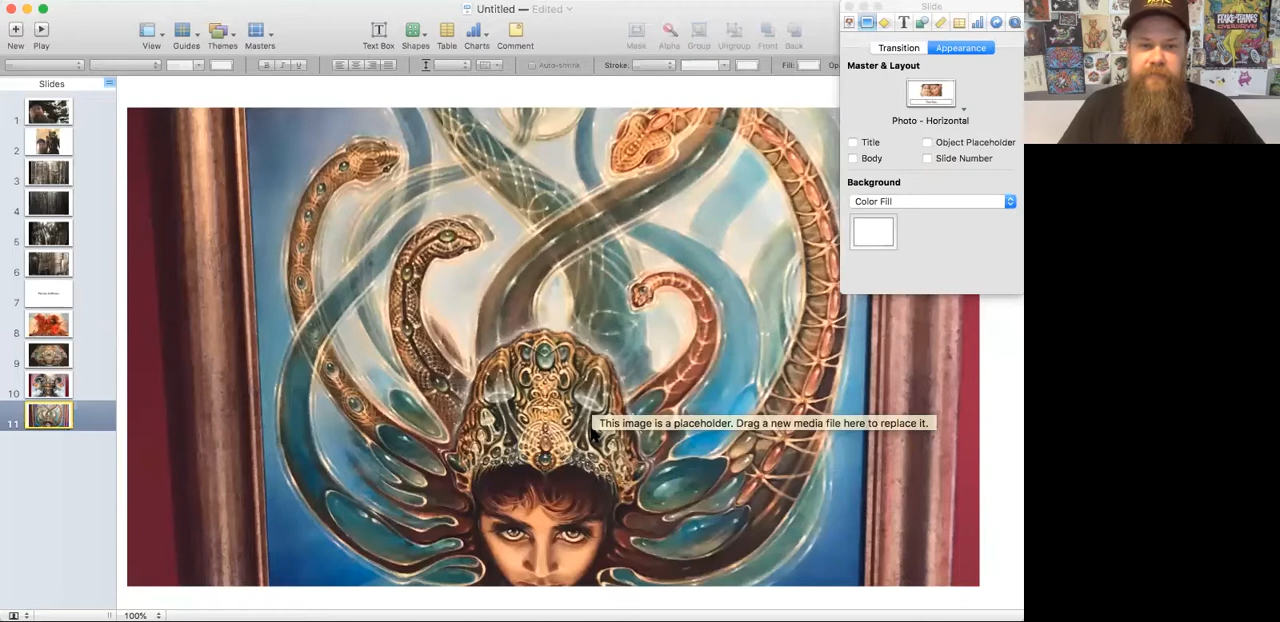 Untitled — Edited
Slide
New
Play
View
Guides
Themes
Masters
Text Box
Shapes
Table
Charts
Comment
Mask
Alpha
Group
Ungroup
Front
Back
B I U
Auto-shrink
Stroke:
Fill:
Transition
Appearance
Master & Layout
Photo - Horizontal
Title
Object Placeholder
Body
Slide Number
Background
Color Fill
Slides
1
2
3
4
5
6
7
8
9
10
11
This image is a placeholder. Drag a new media file here to replace it.
100%